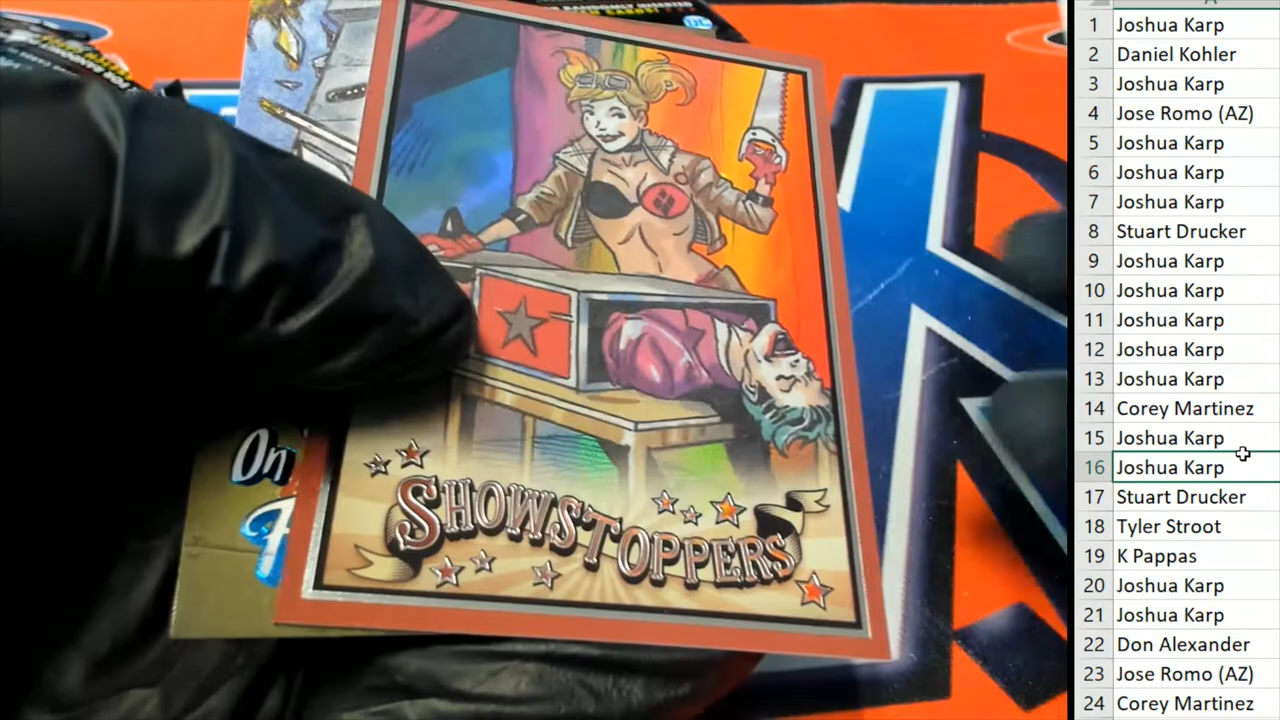 DC
On
SHOWSTOPPERS
A
1 Joshua Karp
2 Daniel Kohler
3 Joshua Karp
4 Jose Romo (AZ)
5 Joshua Karp
6 Joshua Karp
7 Joshua Karp
8 Stuart Drucker
9 Joshua Karp
10 Joshua Karp
11 Joshua Karp
12 Joshua Karp
13 Joshua Karp
14 Corey Martinez
15 Joshua Karp
16 Joshua Karp
17 Stuart Drucker
18 Tyler Stroot
19 K Pappas
20 Joshua Karp
21 Joshua Karp
22 Don Alexander
23 Jose Romo (AZ)
24 Corey Martinez